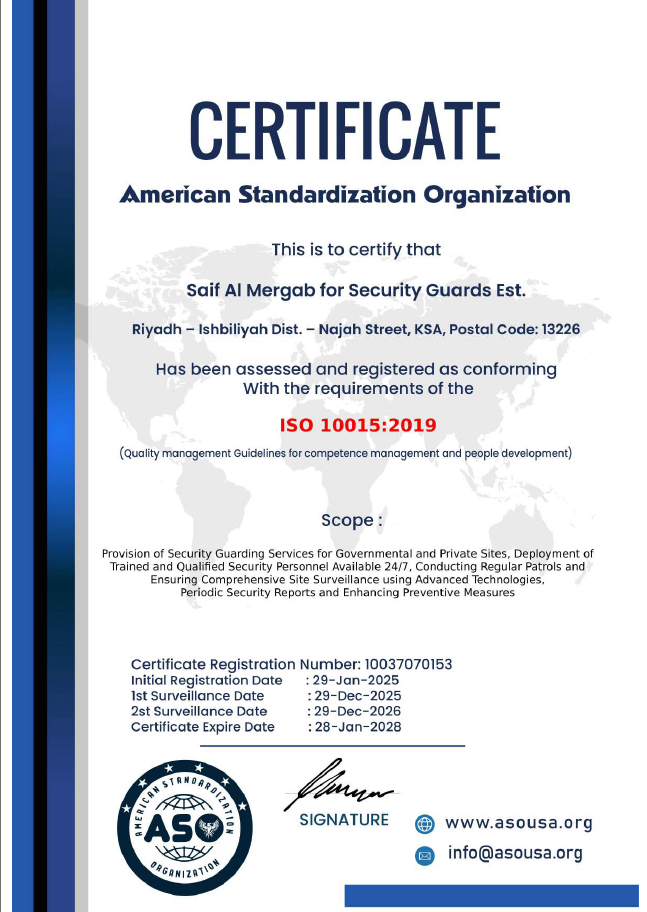 CERTIFICATE
American Standardization Organization
This is to certify that
Saif Al Mergab for Security Guards Est.
Riyadh – Ishbiliyah Dist. – Najah Street, KSA, Postal Code: 13226
Has been assessed and registered as conforming
With the requirements of the
ISO 10015:2019
(Quality management Guidelines for competence management and people development)
Scope :
Provision of Security Guarding Services for Governmental and Private Sites, Deployment of
Trained and Qualified Security Personnel Available 24/7, Conducting Regular Patrols and
Ensuring Comprehensive Site Surveillance using Advanced Technologies,
Periodic Security Reports and Enhancing Preventive Measures
Certificate Registration Number: 10037070153
Initial Registration Date : 29-Jan-2025
1st Surveillance Date : 29-Dec-2025
2st Surveillance Date : 29-Dec-2026
Certificate Expire Date : 28-Jan-2028
AMERICAN STANDARDIZATION
ASO
ORGANIZATION
SIGNATURE
www.asousa.org
info@asousa.org